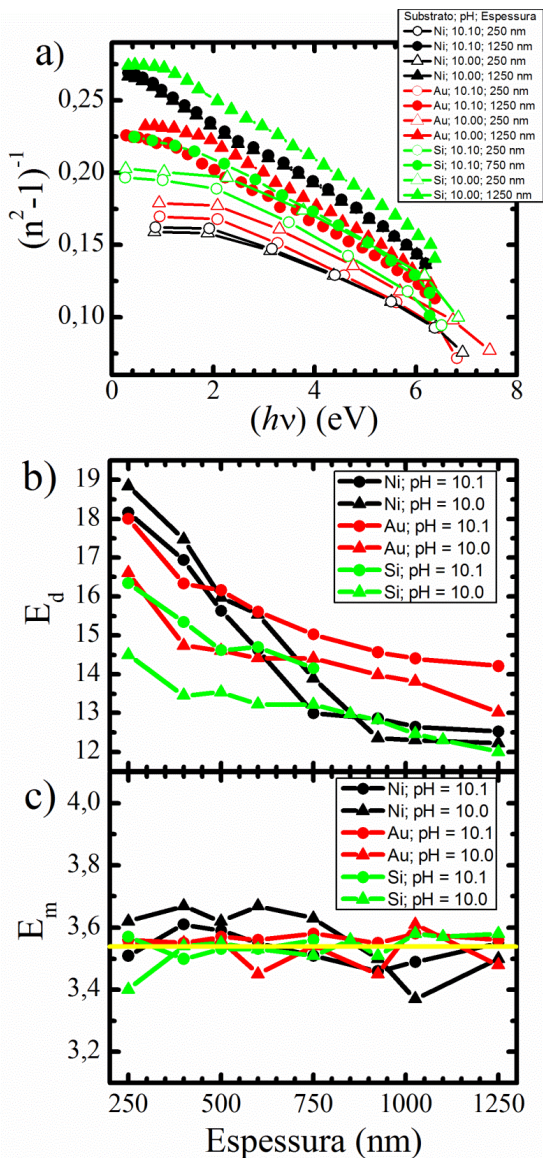 a)
Substrato; pH; Espessura
Ni; 10.10; 250 nm
Ni; 10.10; 1250 nm
Ni; 10.00; 250 nm
Ni; 10.00; 1250 nm
Au; 10.10; 250 nm
Au; 10.10; 1250 nm
Au; 10.00; 250 nm
Au; 10.00; 1250 nm
Si; 10.10; 250 nm
Si; 10.10; 750 nm
Si; 10.00; 250 nm
Si; 10.00; 1250 nm
(n²-1)⁻¹
0,25
0,20
0,15
0,10
0 2 4 6 8
(hν) (eV)
b)
Ni; pH = 10.1
Ni; pH = 10.0
Au; pH = 10.1
Au; pH = 10.0
Si; pH = 10.1
Si; pH = 10.0
E_d
19
18
17
16
15
14
13
12
c)
Ni; pH = 10.1
Ni; pH = 10.0
Au; pH = 10.1
Au; pH = 10.0
Si; pH = 10.1
Si; pH = 10.0
E_m
4,0
3,8
3,6
3,4
3,2
250 500 750 1000 1250
Espessura (nm)